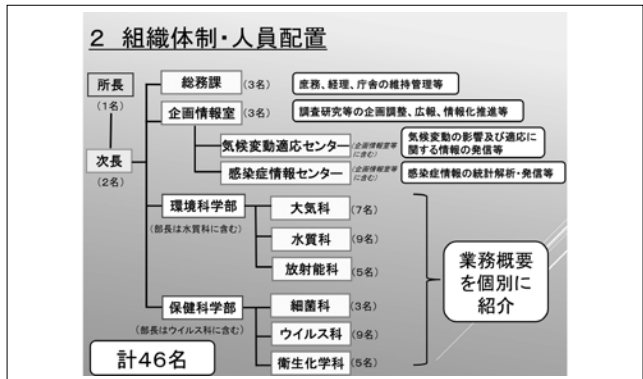 2 組織体制・人員配置
所長
(1名)
次長
(2名)
総務課 (3名) 庶務、経理、庁舎の維持管理等
企画情報室 (3名) 調査研究等の企画調整、広報、情報化推進等
気候変動適応センター (企画情報室等に含む) 気候変動の影響及び適応に
関する情報の発信等
感染症情報センター (企画情報室等に含む) 感染症情報の統計解析・発信等
環境科学部
(部長は水質科に含む)
大気科 (7名)
水質科 (9名)
放射能科 (5名)
保健科学部
(部長はウイルス科に含む)
細菌科 (3名)
ウイルス科 (9名)
衛生化学科 (5名)
業務概要
を個別に
紹介
計46名